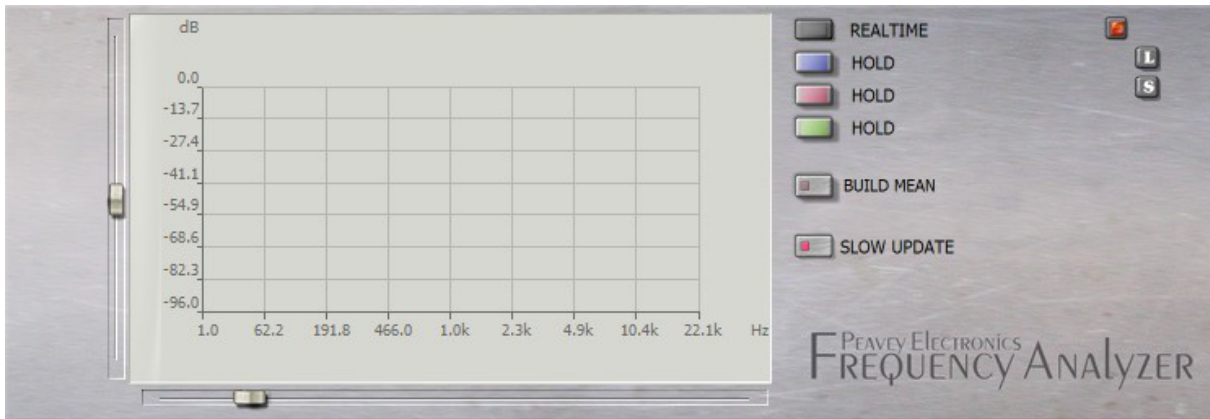 dB
0.0
-13.7
-27.4
-41.1
-54.9
-68.6
-82.3
-96.0
1.0 62.2 191.8 466.0 1.0k 2.3k 4.9k 10.4k 22.1k Hz
REALTIME
HOLD
HOLD
HOLD
BUILD MEAN
SLOW UPDATE
L
S
PEAVEY ELECTRONICS
FREQUENCY ANALYZER